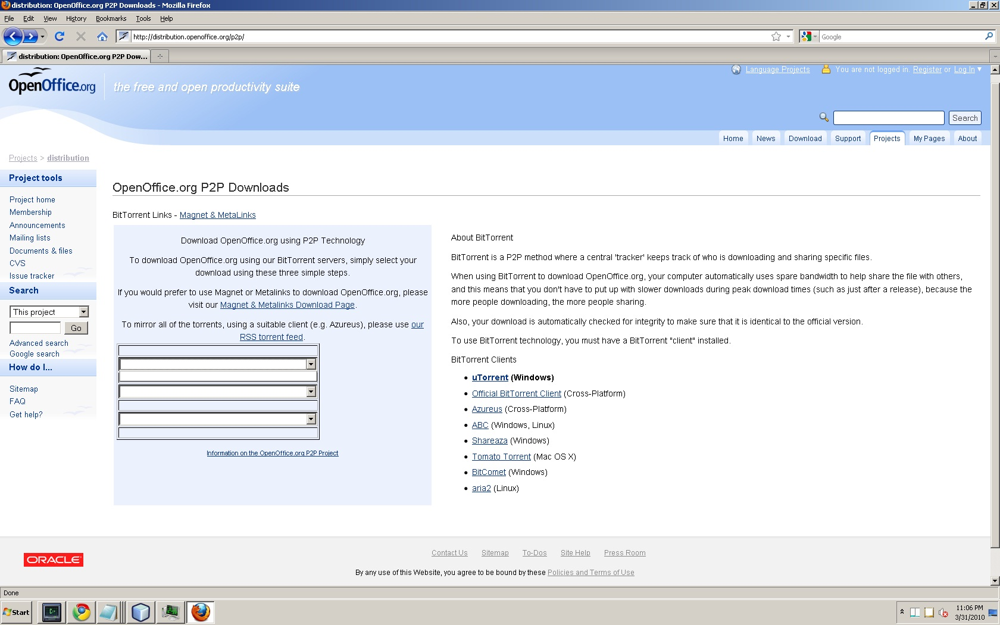 distribution: OpenOffice.org P2P Downloads - Mozilla Firefox
File Edit View History Bookmarks Tools Help
http://distribution.openoffice.org/p2p/
Google
distribution: OpenOffice.org P2P Dow...
Language Projects You are not logged in. Register or Log In
OpenOffice.org the free and open productivity suite
Search
Home News Download Support Projects My Pages About
Projects > distribution
Project tools
Project home
Membership
Announcements
Mailing lists
Documents & files
CVS
Issue tracker
Search
This project
Go
Advanced search
Google search
How do I...
Sitemap
FAQ
Get help?
OpenOffice.org P2P Downloads
BitTorrent Links - Magnet & MetaLinks
Download OpenOffice.org using P2P Technology
To download OpenOffice.org using our BitTorrent servers, simply select your
download using these three simple steps.
If you would prefer to use Magnet or Metalinks to download OpenOffice.org, please
visit our Magnet & Metalinks Download Page.
To mirror all of the torrents, using a suitable client (e.g. Azureus), please use our
RSS torrent feed.
Information on the OpenOffice.org P2P Project
About BitTorrent
BitTorrent is a P2P method where a central 'tracker' keeps track of who is downloading and sharing specific files.
When using BitTorrent to download OpenOffice.org, your computer automatically uses spare bandwidth to help share the file with others,
and this means that you don't have to put up with slower downloads during peak download times (such as just after a release), because the
more people downloading, the more people sharing.
Also, your download is automatically checked for integrity to make sure that it is identical to the official version.
To use BitTorrent technology, you must have a BitTorrent "client" installed.
BitTorrent Clients
• uTorrent (Windows)
• Official BitTorrent Client (Cross-Platform)
• Azureus (Cross-Platform)
• ABC (Windows, Linux)
• Shareaza (Windows)
• Tomato Torrent (Mac OS X)
• BitComet (Windows)
• aria2 (Linux)
ORACLE
Contact Us Sitemap To-Dos Site Help Press Room
By any use of this Website, you agree to be bound by these Policies and Terms of Use
Done
Start
11:06 PM
3/31/2010